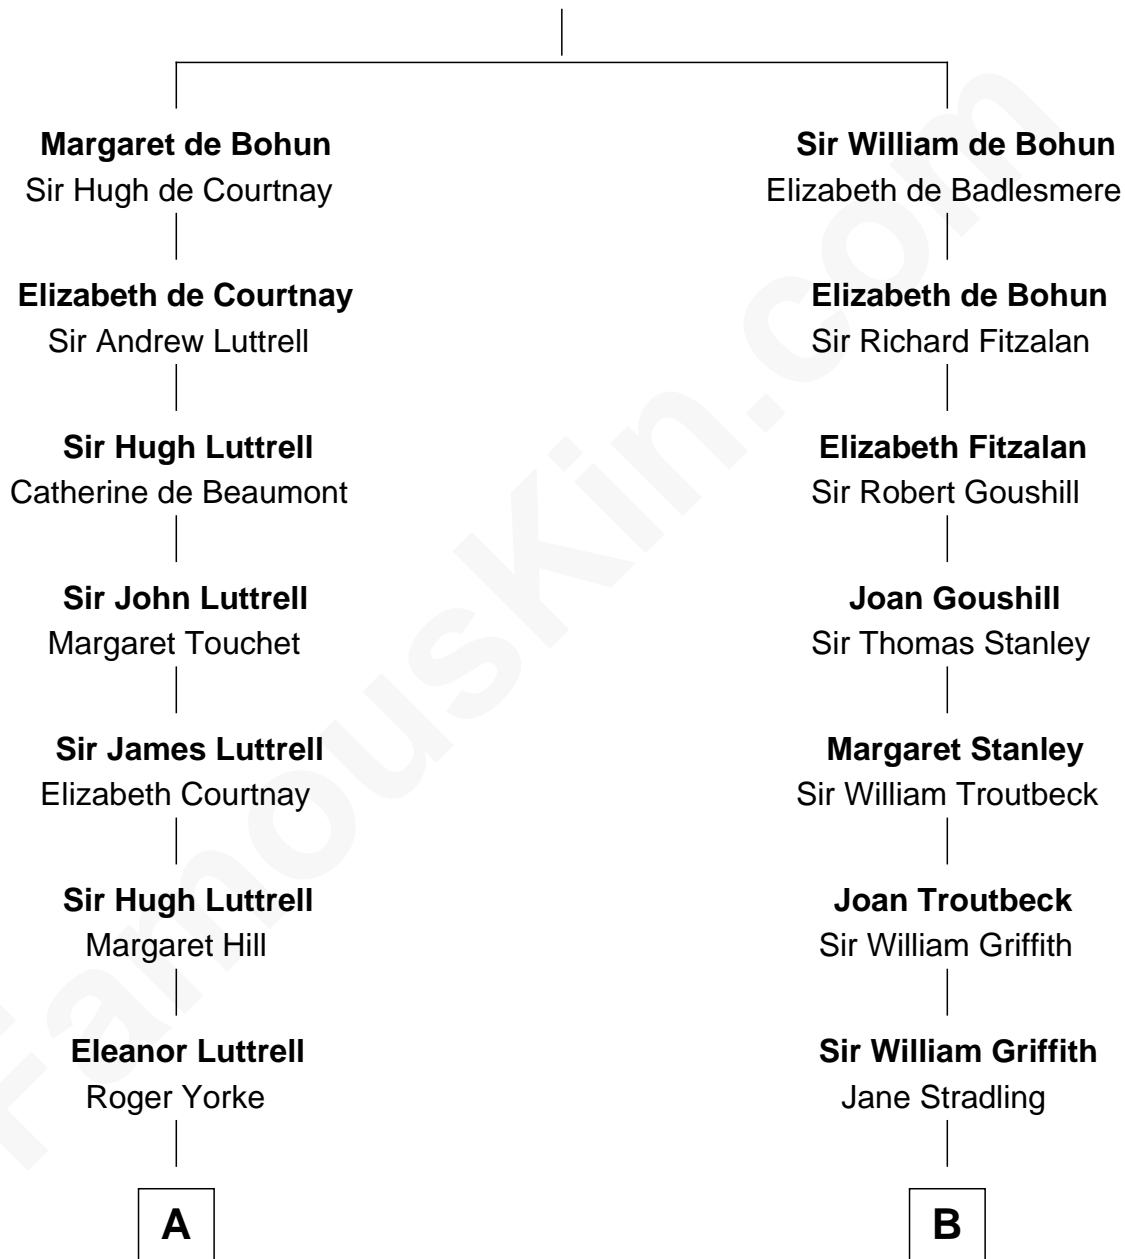 Margaret de Bohun
Sir Hugh de Courtnay
Sir William de Bohun
Elizabeth de Badlesmere
Elizabeth de Courtnay
Sir Andrew Luttrell
Elizabeth de Bohun
Sir Richard Fitzalan
Sir Hugh Luttrell
Catherine de Beaumont
Elizabeth Fitzalan
Sir Robert Goushill
Sir John Luttrell
Margaret Touchet
Joan Goushill
Sir Thomas Stanley
Sir James Luttrell
Elizabeth Courtnay
Margaret Stanley
Sir William Troutbeck
Sir Hugh Luttrell
Margaret Hill
Joan Troutbeck
Sir William Griffith
Eleanor Luttrell
Roger Yorke
Sir William Griffith
Jane Stradling
A
B
FamousKin.com